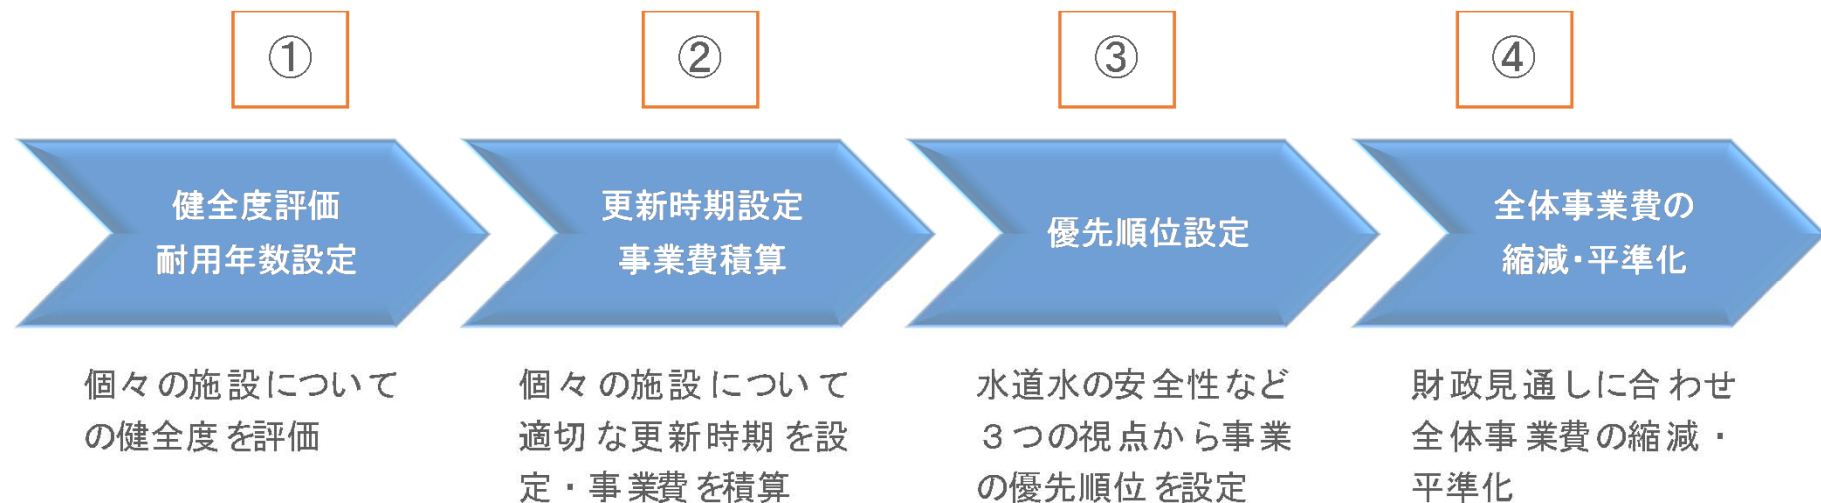 ①
②
③
④
健全度評価
耐用年数設定
更新時期設定
事業費積算
優先順位設定
全体事業費の
縮減・平準化
個々の施設について
の健全度を評価
個々の施設について
適切な更新時期を設
定・事業費を積算
水道水の安全性など
３つの視点から事業
の優先順位を設定
財政見通しに合わせ
全体事業費の縮減・
平準化